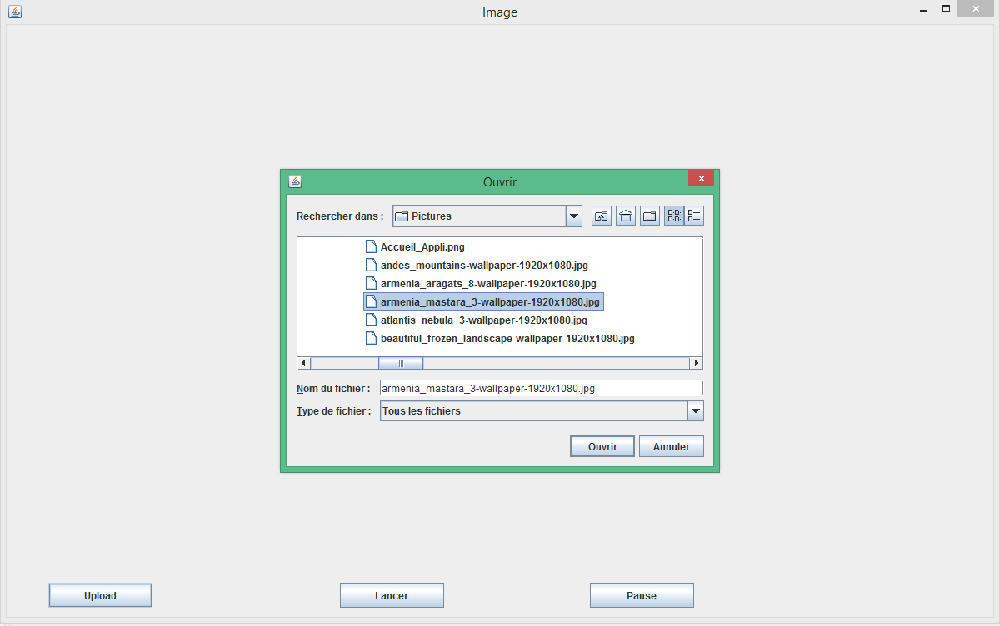 Image
Ouvrir
Rechercher dans :
Pictures
Accueil_Appli.png
andes_mountains-wallpaper-1920x1080.jpg
armenia_aragats_8-wallpaper-1920x1080.jpg
armenia_mastara_3-wallpaper-1920x1080.jpg
atlantis_nebula_3-wallpaper-1920x1080.jpg
beautiful_frozen_landscape-wallpaper-1920x1080.jpg
Nom du fichier : armenia_mastara_3-wallpaper-1920x1080.jpg
Type de fichier : Tous les fichiers
Ouvrir Annuler
Upload Lancer Pause